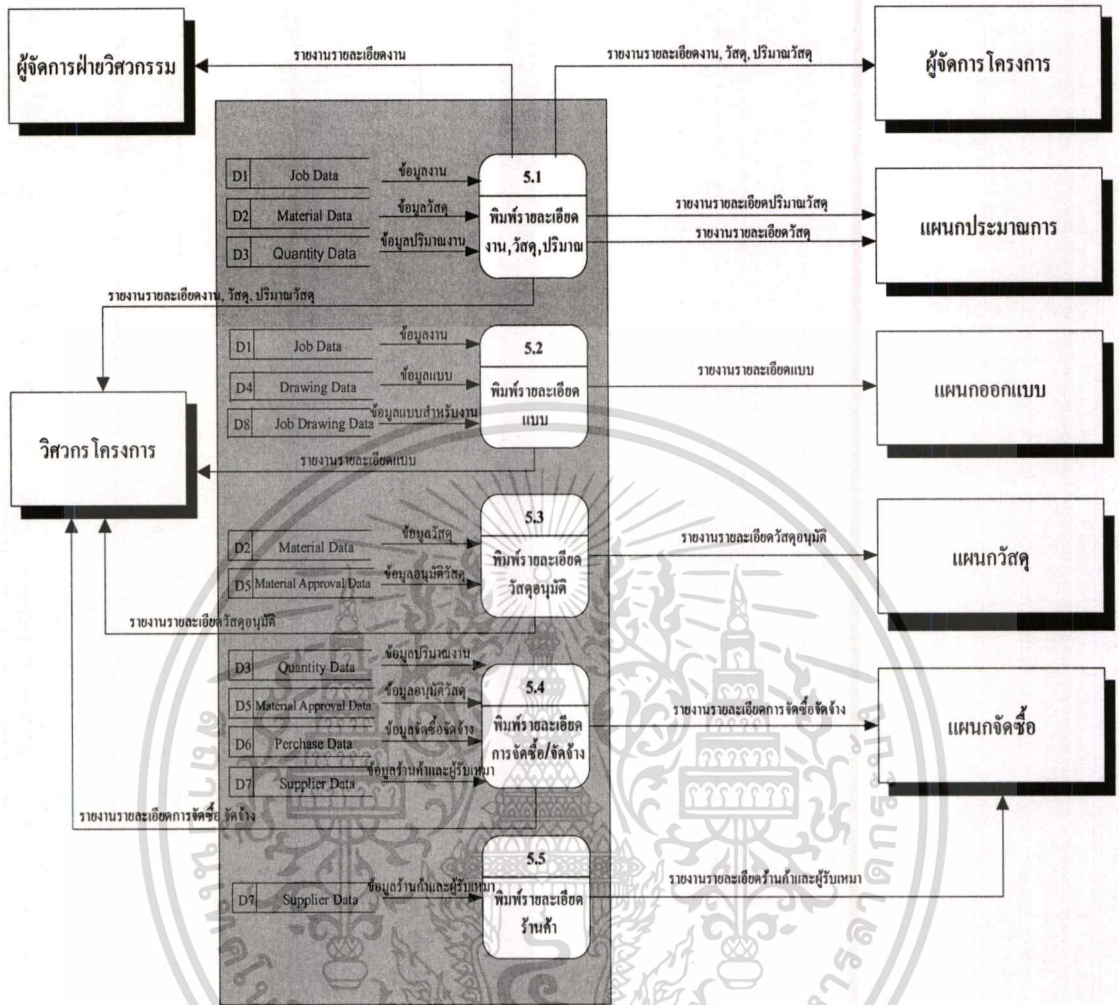 ผู้จัดการฝ่ายวิศวกรรม
รายงานรายละเอียดงาน
รายงานรายละเอียดงาน, วัสดุ, ปริมาณวัสดุ
ผู้จัดการโครงการ
D1 Job Data ข้อมูลงาน
D2 Material Data ข้อมูลวัสดุ
D3 Quantity Data ข้อมูลปริมาณงาน
5.1
พิมพ์รายละเอียด
งาน,วัสดุ,ปริมาณ
รายงานรายละเอียดปริมาณวัสดุ
รายงานรายละเอียดวัสดุ
แผนกประมาณการ
รายงานรายละเอียดงาน, วัสดุ, ปริมาณวัสดุ
D1 Job Data ข้อมูลงาน
D4 Drawing Data ข้อมูลแบบ
D8 Job Drawing Data ข้อมูลแบบสำหรับงาน
5.2
พิมพ์รายละเอียด
แบบ
รายงานรายละเอียดแบบ
แผนกออกแบบ
วิศวกรโครงการ
รายงานรายละเอียดแบบ
D2 Material Data ข้อมูลวัสดุ
D5 Material Approval Data ข้อมูลอนุมัติวัสดุ
5.3
พิมพ์รายละเอียด
วัสดุอนุมัติ
รายงานรายละเอียดวัสดุอนุมัติ
แผนกวัสดุ
รายงานรายละเอียดวัสดุอนุมัติ
D3 Quantity Data ข้อมูลปริมาณงาน
D5 Material Approval Data ข้อมูลอนุมัติวัสดุ
D6 Perchase Data ข้อมูลจัดซื้อจัดจ้าง
D7 Supplier Data ข้อมูลร้านค้าและผู้รับเหมา
5.4
พิมพ์รายละเอียด
การจัดซื้อ/จัดจ้าง
รายงานรายละเอียดการจัดซื้อจัดจ้าง
แผนกจัดซื้อ
รายงานรายละเอียดการจัดซื้อ จัดจ้าง
D7 Supplier Data ข้อมูลร้านค้าและผู้รับเหมา
5.5
พิมพ์รายละเอียด
ร้านค้า
รายงานรายละเอียดร้านค้าและผู้รับเหมา